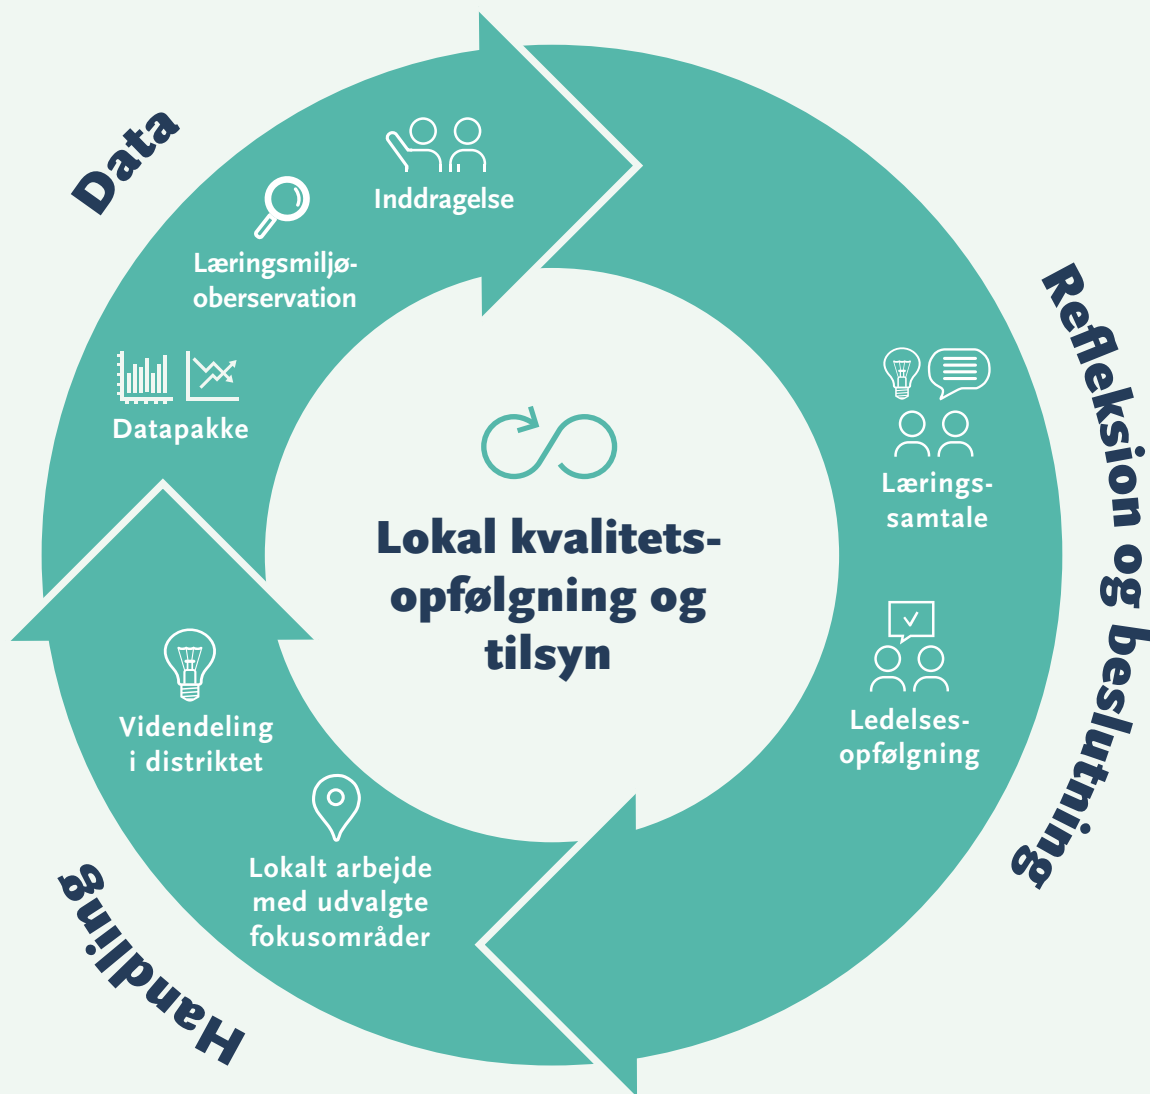 Data
Inddragelse
Læringsmiljø-
oberservation
Datapakke
Refleksion og beslutning
Lærings-
samtale
Ledelses-
opfølgning
Lokal kvalitets-
opfølgning og
tilsyn
Handling
Lokalt arbejde
med udvalgte
fokusområder
Videndeling
i distriktet